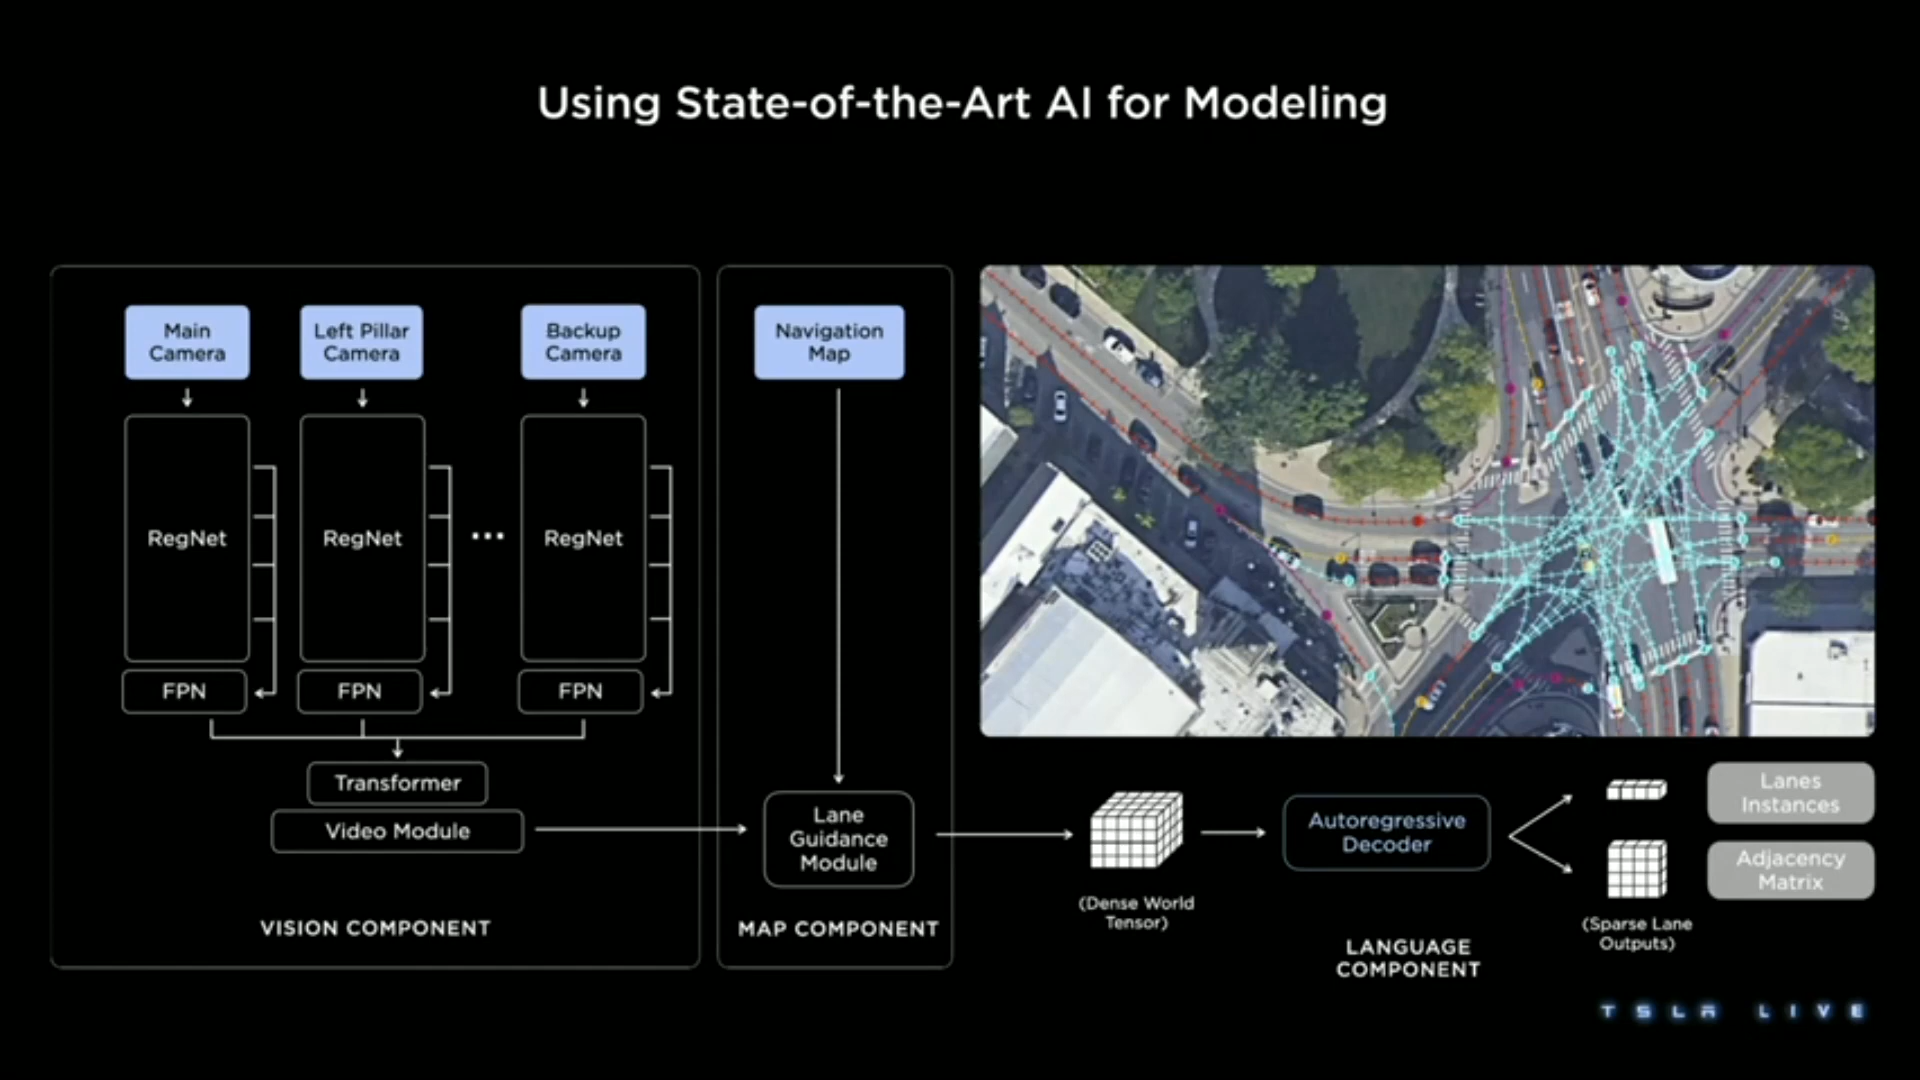 Using State-of-the-Art AI for Modeling
Main
Camera
Left Pillar
Camera
Backup
Camera
Navigation
Map
RegNet
RegNet
...
RegNet
FPN
FPN
FPN
Transformer
Video Module
Lane
Guidance
Module
VISION COMPONENT
MAP COMPONENT
(Dense World
Tensor)
Autoregressive
Decoder
LANGUAGE
COMPONENT
Lanes
Instances
Adjacency
Matrix
(Sparse Lane
Outputs)
TSLA LIVE